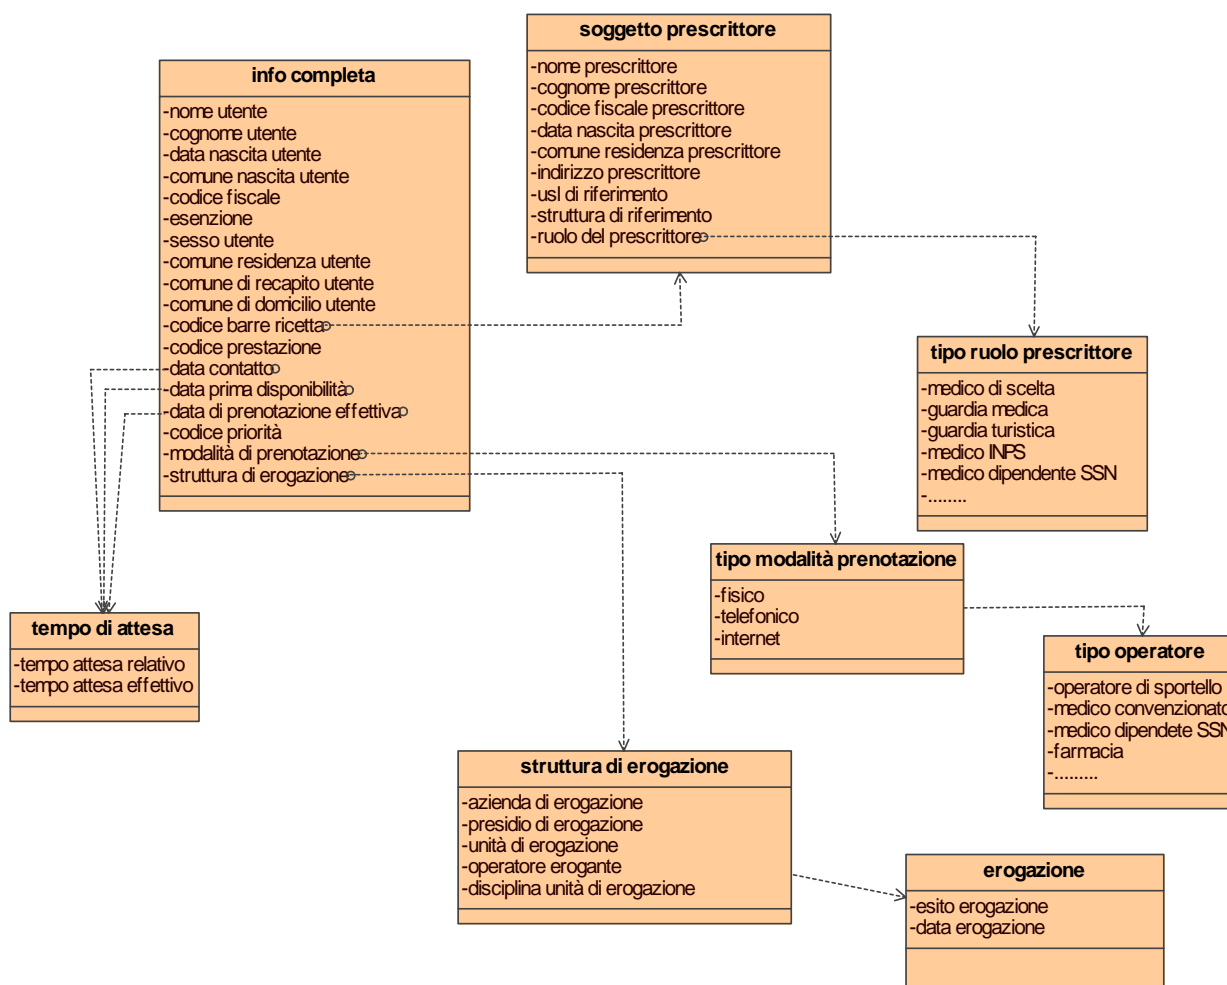 soggetto prescrittore
-nome prescrittore
-cognome prescrittore
-codice fiscale prescrittore
-data nascita prescrittore
-comune residenza prescrittore
-indirizzo prescrittore
-usl di riferimento
-struttura di riferimento
-ruolo del prescrittore
info completa
-nome utente
-cognome utente
-data nascita utente
-comune nascita utente
-codice fiscale
-esenzione
-sesso utente
-comune residenza utente
-comune di recapito utente
-comune di domicilio utente
-codice barre ricetta
-codice prestazione
-data contatto
-data prima disponibilità
-data di prenotazione effettiva
-codice priorità
-modalità di prenotazione
-struttura di erogazione
tipo ruolo prescrittore
-medico di scelta
-guardia medica
-guardia turistica
-medico INPS
-medico dipendente SSN
-........
tipo modalità prenotazione
-fisico
-telefonico
-internet
tempo di attesa
-tempo attesa relativo
-tempo attesa effettivo
tipo operatore
-operatore di sportello
-medico convenzionato
-medico dipendete SSN
-farmacia
-.........
struttura di erogazione
-azienda di erogazione
-presidio di erogazione
-unità di erogazione
-operatore erogante
-disciplina unità di erogazione
erogazione
-esito erogazione
-data erogazione